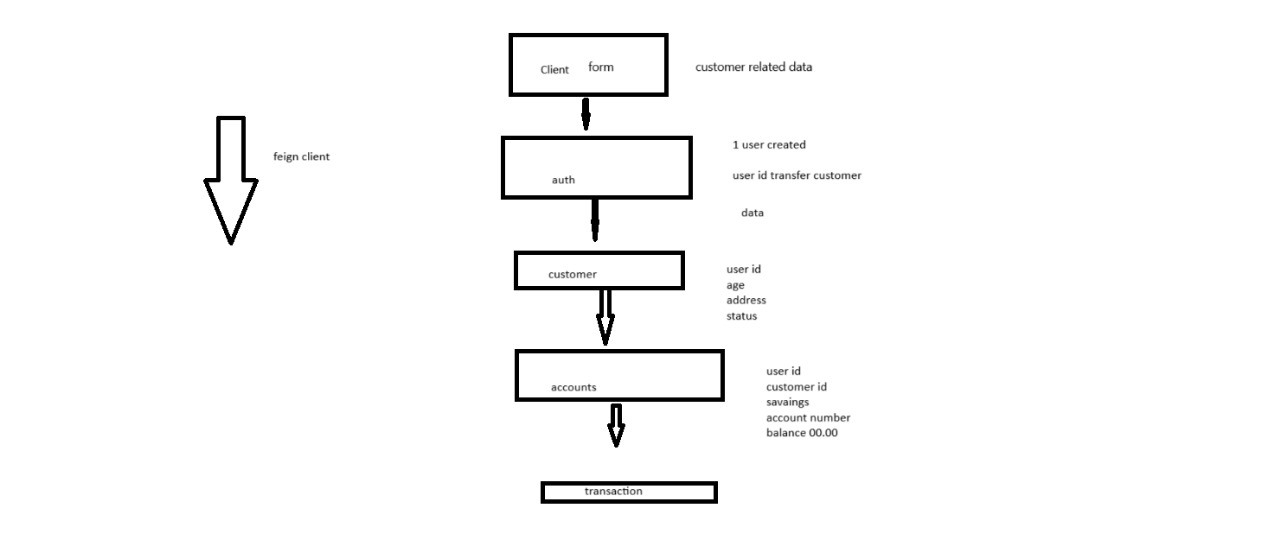 Client form
customer related data
feign client
1 user created
user id transfer customer
data
auth
customer
user id
age
address
status
accounts
user id
customer id
savaings
account number
balance 00.00
transaction